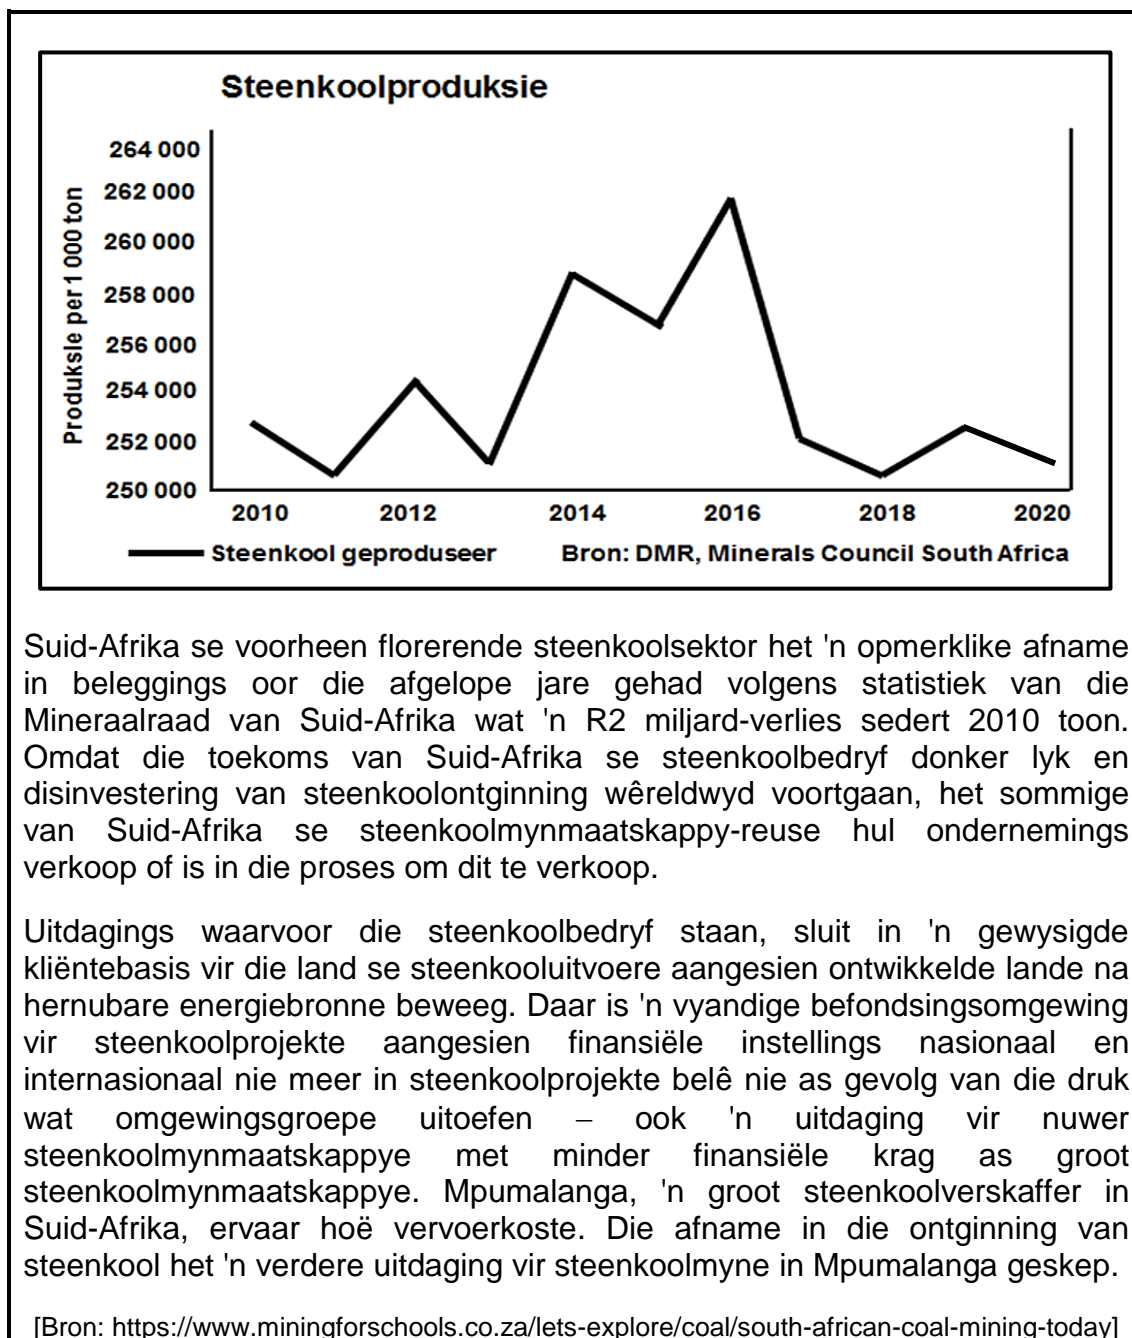 Steenkoolproduksie
Produksie per 1 000 ton
264 000
262 000
260 000
258 000
256 000
254 000
252 000
250 000
2010 2012 2014 2016 2018 2020
Steenkool geproduseer Bron: DMR, Minerals Council South Africa
Suid-Afrika se voorheen florerende steenkoolsektor het 'n opmerklike afname
in beleggings oor die afgelope jare gehad volgens statistiek van die
Mineraalraad van Suid-Afrika wat 'n R2 miljard-verlies sedert 2010 toon.
Omdat die toekoms van Suid-Afrika se steenkoolbedryf donker lyk en
disinvestering van steenkoolontginning wêreldwyd voortgaan, het sommige
van Suid-Afrika se steenkoolmynmaatskappy-reuse hul ondernemings
verkoop of is in die proses om dit te verkoop.
Uitdagings waarvoor die steenkoolbedryf staan, sluit in 'n gewysigde
kliëntebasis vir die land se steenkooluitvoere aangesien ontwikkelde lande na
hernubare energiebronne beweeg. Daar is 'n vyandige befondsingsomgewing
vir steenkoolprojekte aangesien finansiële instellings nasionaal en
internasionaal nie meer in steenkoolprojekte belê nie as gevolg van die druk
wat omgewingsgroepe uitoefen – ook 'n uitdaging vir nuwer
steenkoolmynmaatskappye met minder finansiële krag as groot
steenkoolmynmaatskappye. Mpumalanga, 'n groot steenkoolverskaffer in
Suid-Afrika, ervaar hoë vervoerkoste. Die afname in die ontginning van
steenkool het 'n verdere uitdaging vir steenkoolmyne in Mpumalanga geskep.
[Bron: https://www.miningforschools.co.za/lets-explore/coal/south-african-coal-mining-today]